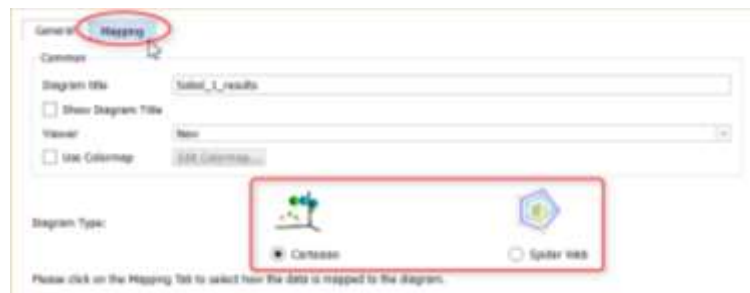 General Mapping
Common
Diagram title Sobol_1_results
Show Diagram Title
Viewer New
Use Colormap Edit Colormap...
Diagram Type:
Cartesian Spider Web
Please click on the Mapping Tab to select how the data is mapped to the diagram.